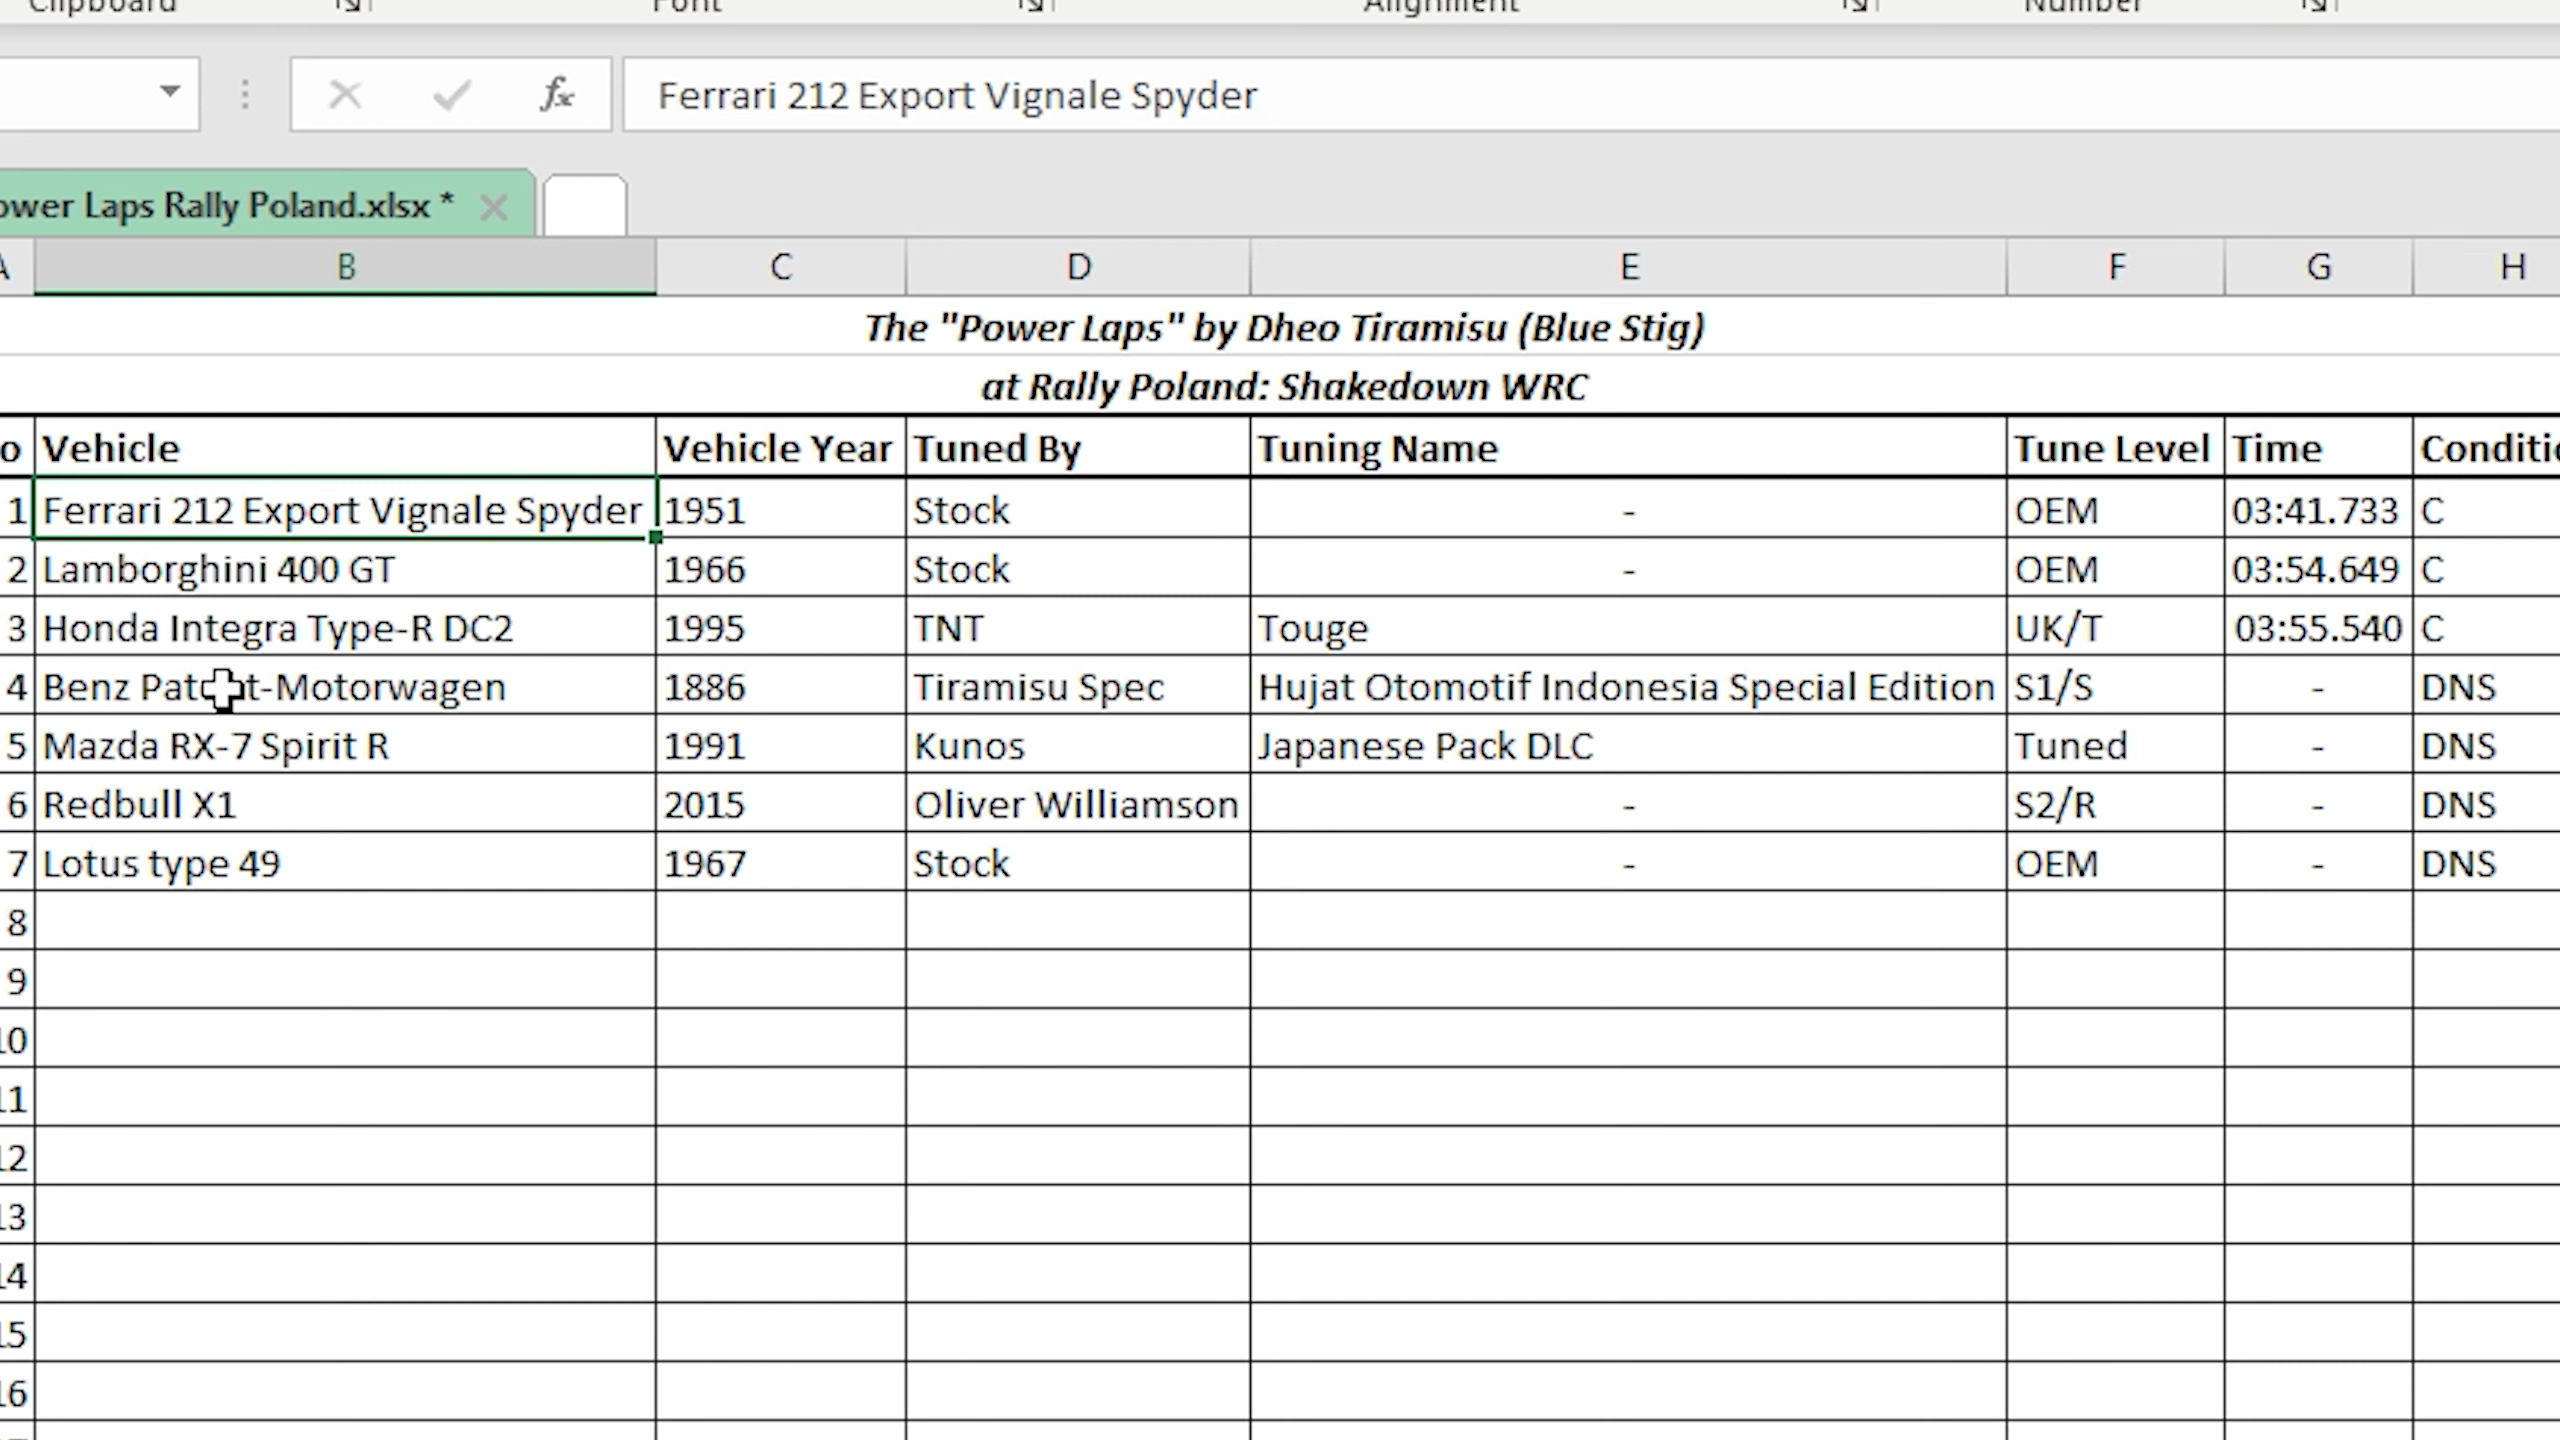 Clipboard Font Alignment Number
fx Ferrari 212 Export Vignale Spyder
ower Laps Rally Poland.xlsx *
A B C D E F G H
The "Power Laps" by Dheo Tiramisu (Blue Stig)
at Rally Poland: Shakedown WRC
o Vehicle Vehicle Year Tuned By Tuning Name Tune Level Time Conditio
1 Ferrari 212 Export Vignale Spyder 1951 Stock - OEM 03:41.733 C
2 Lamborghini 400 GT 1966 Stock - OEM 03:54.649 C
3 Honda Integra Type-R DC2 1995 TNT Touge UK/T 03:55.540 C
4 Benz Patent-Motorwagen 1886 Tiramisu Spec Hujat Otomotif Indonesia Special Edition S1/S - DNS
5 Mazda RX-7 Spirit R 1991 Kunos Japanese Pack DLC Tuned - DNS
6 Redbull X1 2015 Oliver Williamson - S2/R - DNS
7 Lotus type 49 1967 Stock - OEM - DNS
8
9
10
11
12
13
14
15
16